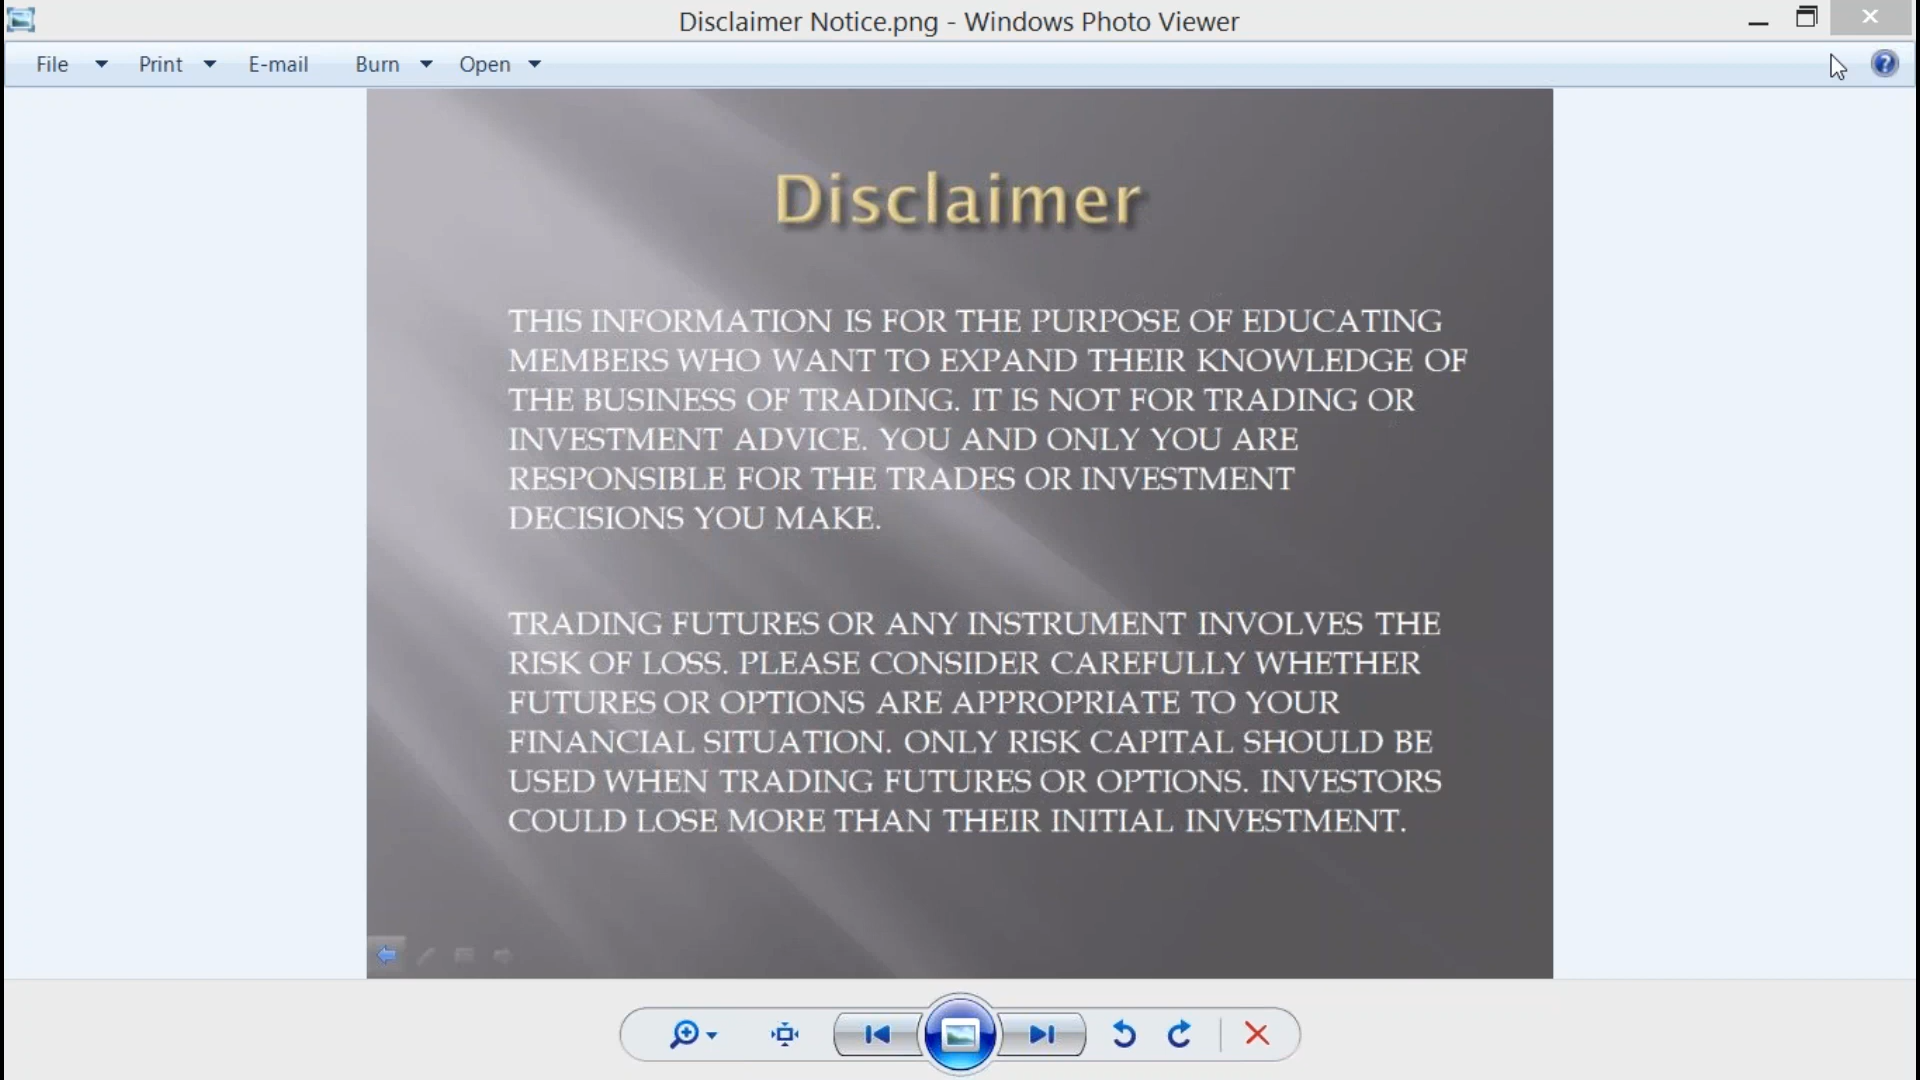 Disclaimer Notice.png - Windows Photo Viewer
File Print E-mail Burn Open
Disclaimer
THIS INFORMATION IS FOR THE PURPOSE OF EDUCATING
MEMBERS WHO WANT TO EXPAND THEIR KNOWLEDGE OF
THE BUSINESS OF TRADING. IT IS NOT FOR TRADING OR
INVESTMENT ADVICE. YOU AND ONLY YOU ARE
RESPONSIBLE FOR THE TRADES OR INVESTMENT
DECISIONS YOU MAKE.
TRADING FUTURES OR ANY INSTRUMENT INVOLVES THE
RISK OF LOSS. PLEASE CONSIDER CAREFULLY WHETHER
FUTURES OR OPTIONS ARE APPROPRIATE TO YOUR
FINANCIAL SITUATION. ONLY RISK CAPITAL SHOULD BE
USED WHEN TRADING FUTURES OR OPTIONS. INVESTORS
COULD LOSE MORE THAN THEIR INITIAL INVESTMENT.